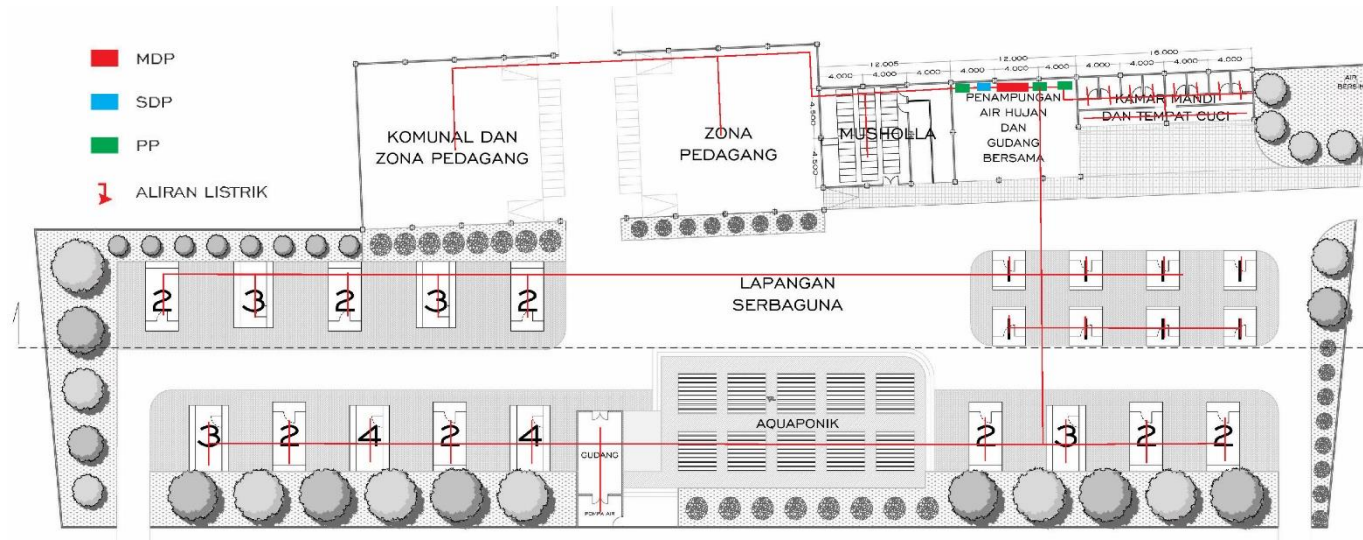 MDP
SDP
PP
ALIRAN LISTRIK
KOMUNAL DAN
ZONA PEDAGANG
ZONA
PEDAGANG
12.005
12.000
16.000
4.000 4.000 4.000 4.000 4.000 4.000 4.000 4.000 4.000 4.000
4.500
4.500
MUSHOLLA
PENAMPUNGAN
AIR HUJAN
DAN
GUDANG
BERSAMA
KAMAR MANDI
DAN TEMPAT CUCI
AIR
2 3 2 3 2
LAPANGAN
SERBAGUNA
1 1 1 1
1 1 1 1
3 2 4 2 4
GUDANG
POMPA AIR
AQUAPONIK
2 3 2 2